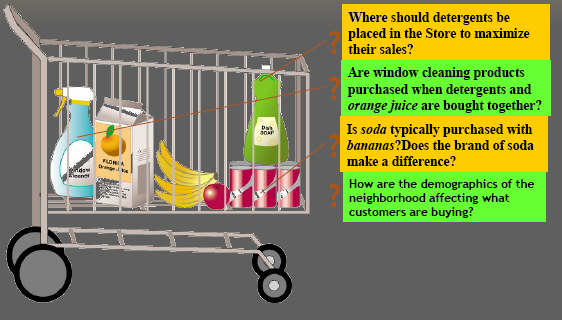 Where should detergents be
placed in the Store to maximize
their sales?
Are window cleaning products
purchased when detergents and
orange juice are bought together?
Is soda typically purchased with
bananas?Does the brand of soda
make a difference?
How are the demographics of the
neighborhood affecting what
customers are buying?
?
?
?
?
Window
Cleaner
FLORIDA
Orange Juice
Dish
SOAP